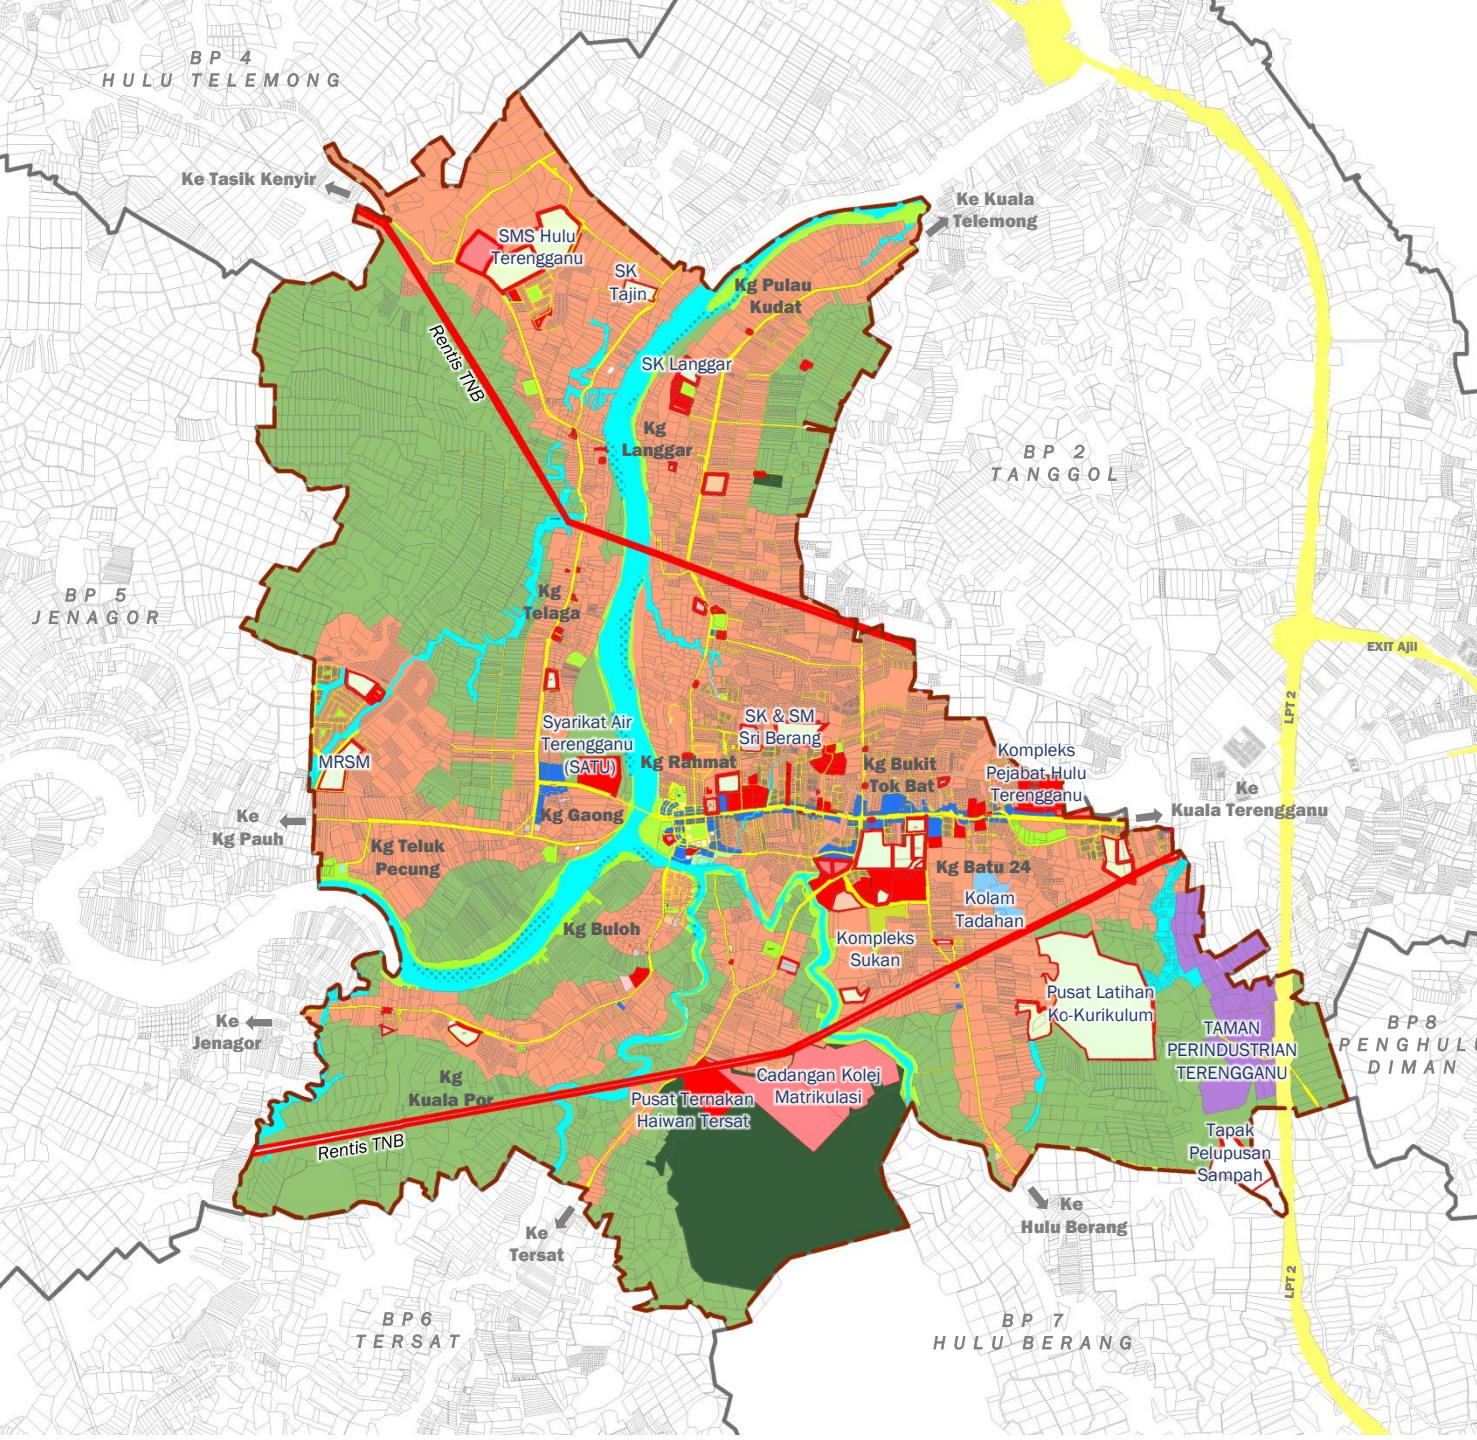 BP 4
HULU TELEMONG
Ke Tasik Kenyir
Ke Kuala
Telemong
SMS Hulu
Terengganu
SK
Tajin
Kg Pulau
Kudat
Rentis TNB
SK Langgar
Kg
Langgar
BP 2
TANGGOL
BP 5
JENAGOR
Kg
Telaga
EXIT Ajil
LPT 2
Syarikat Air
Terengganu
(SATU)
SK & SM
Sri Berang
Kg Rahmat
Kg Bukit
Tok Bat
Kompleks
Pejabat Hulu
Terengganu
MRSM
Ke
Kuala Terengganu
Ke
Kg Pauh
Kg Gaong
Kg Teluk
Pecung
Kg Batu 24
Kolam
Tadahan
Kg Buloh
Kompleks
Sukan
Pusat Latihan
Ko-Kurikulum
Ke
Jenagor
TAMAN
PERINDUSTRIAN
TERENGGANU
BP8
PENGHULU
DIMAN
Kg
Kuala Por
Cadangan Kolej
Matrikulasi
Pusat Ternakan
Haiwan Tersat
Rentis TNB
Tapak
Pelupusan
Sampah
Ke
Hulu Berang
Ke
Tersat
LPT 2
BP6
TERSAT
BP 7
HULU BERANG